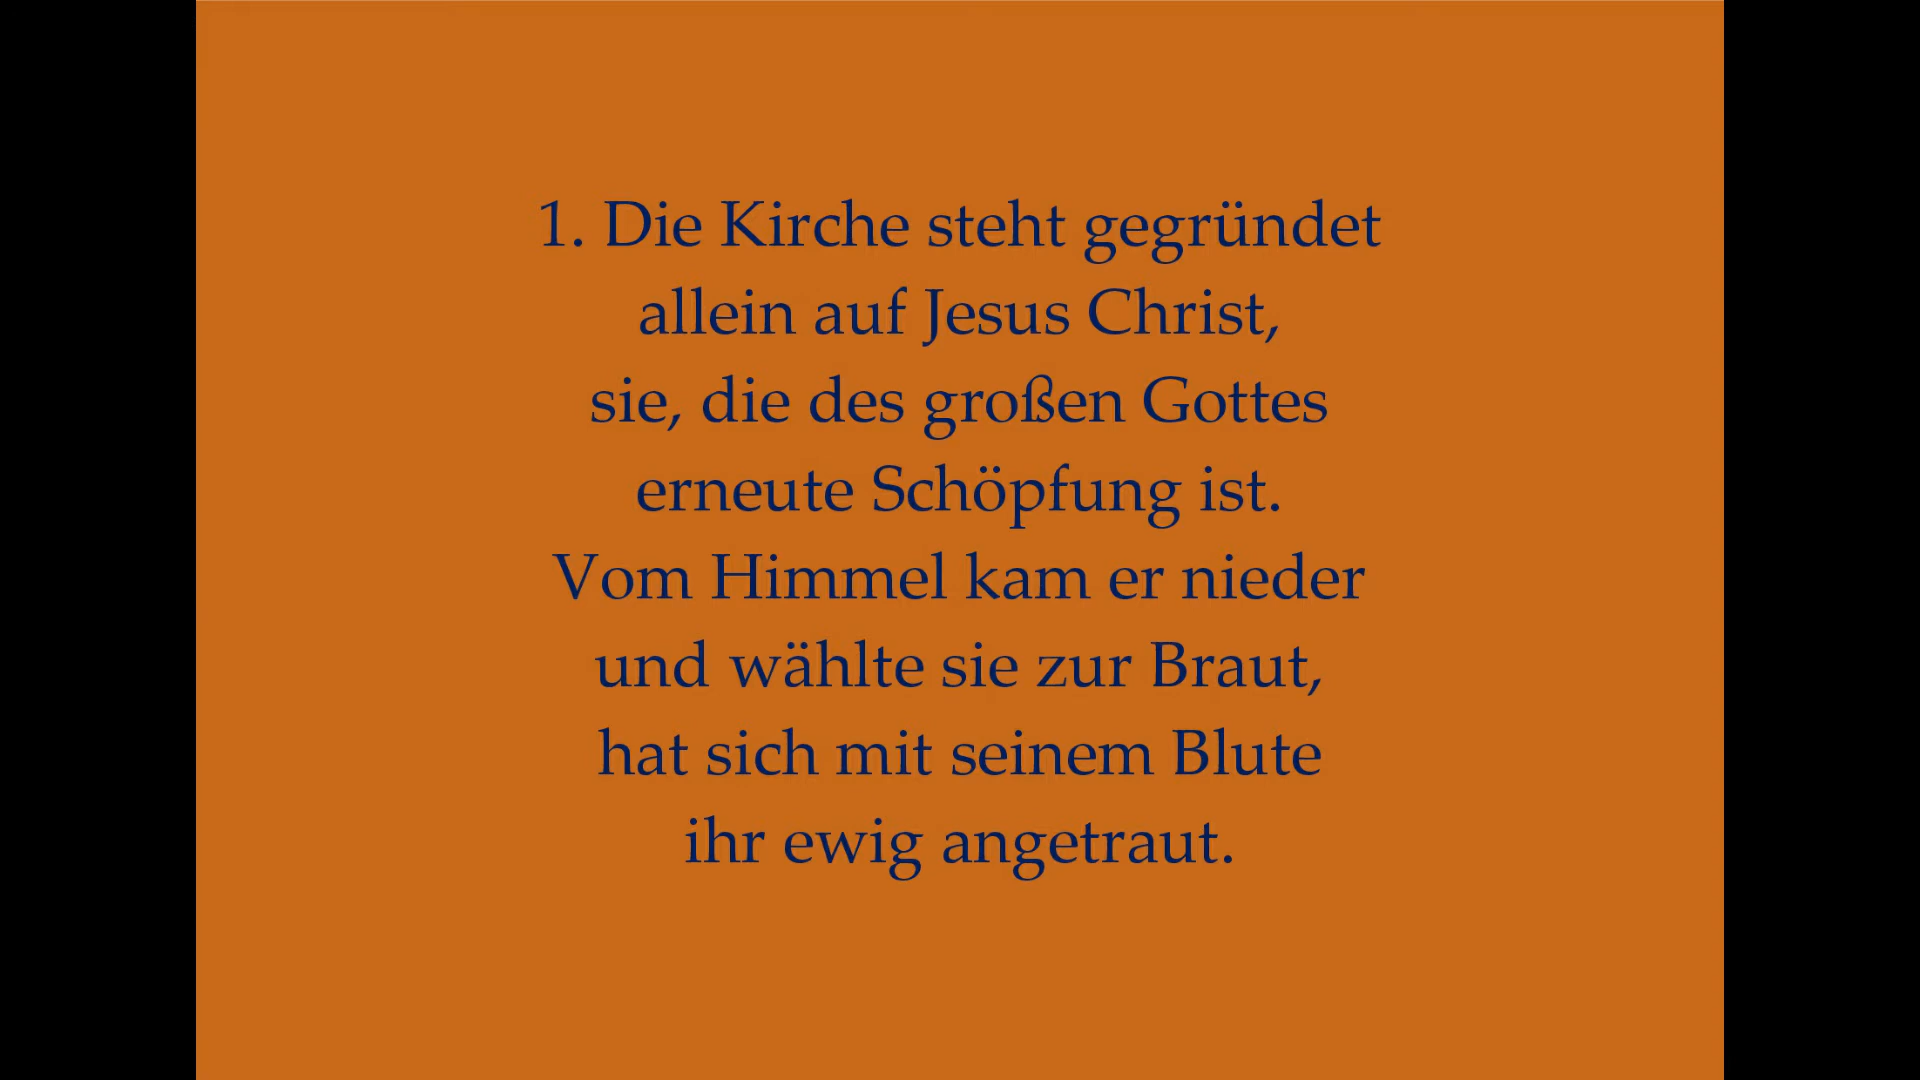 1. Die Kirche steht gegründet
allein auf Jesus Christ,
sie, die des großen Gottes
erneute Schöpfung ist.
Vom Himmel kam er nieder
und wählte sie zur Braut,
hat sich mit seinem Blute
ihr ewig angetraut.